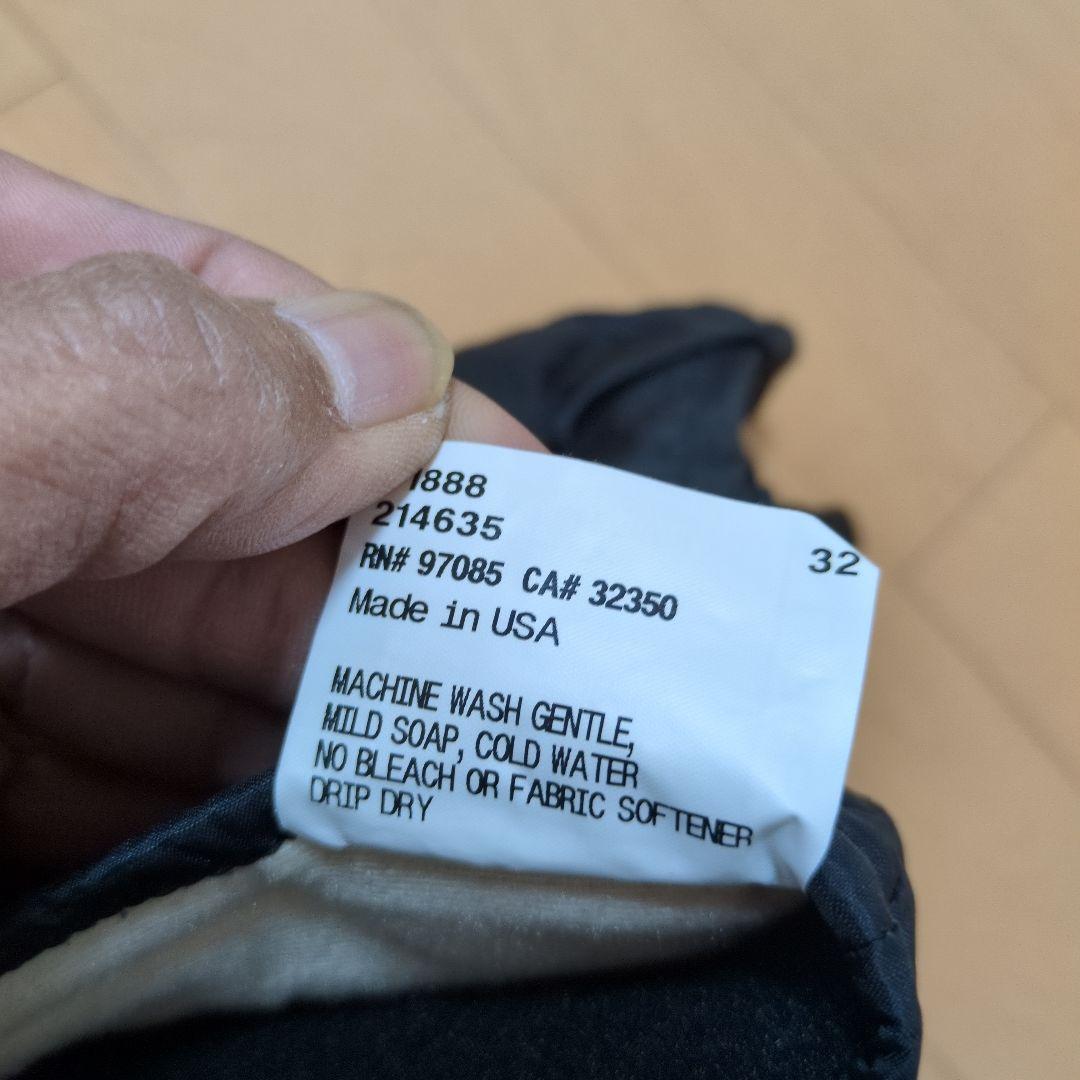 1888
214635
32
RN# 97085 CA# 32350
Made in USA
MACHINE WASH GENTLE,
MILD SOAP, COLD WATER
NO BLEACH OR FABRIC SOFTENER
DRIP DRY